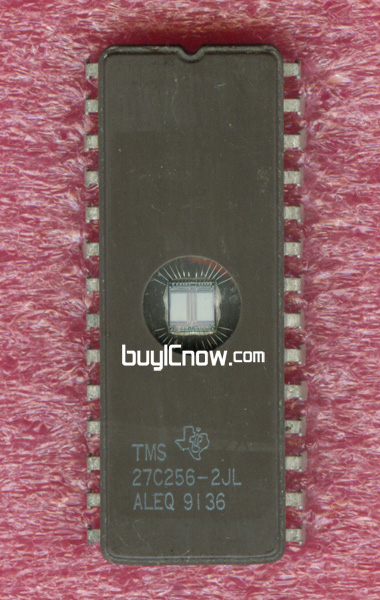 buyICnow.com
TMS
27C256-2JL
ALEQ 9136